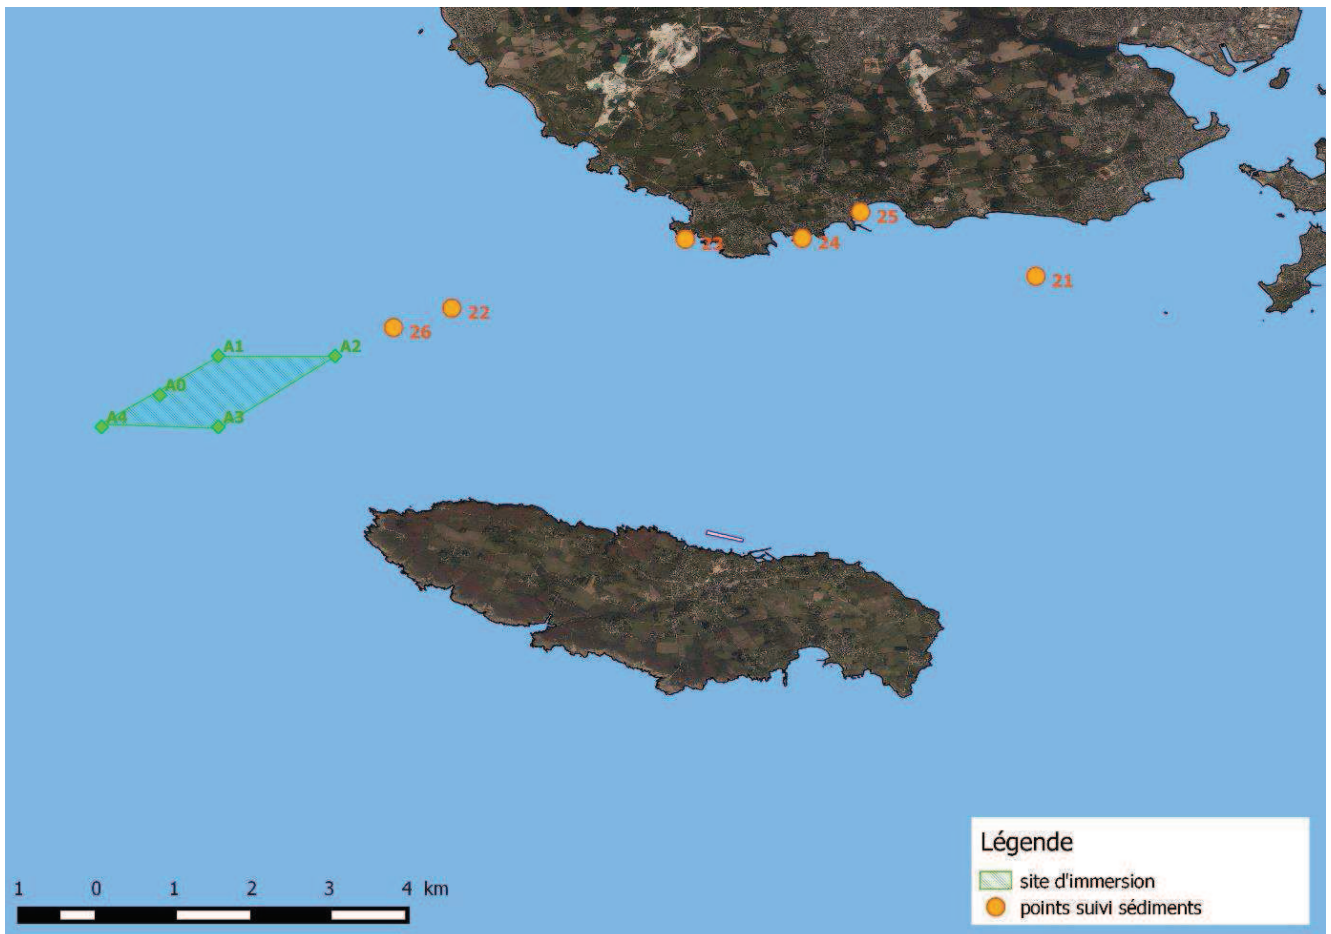 25
23
24
21
22
26
A1
A2
A0
A4
A3
Légende
site d'immersion
points suivi sédiments
1 0 1 2 3 4 km